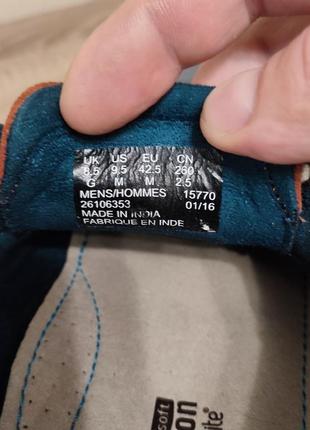 UK US EU CN
8.5 9.5 42.5 260
G M M 2.5
MENS/HOMMES 15770
26106353 01/16
MADE IN INDIA
FABRIQUE EN INDE
soft